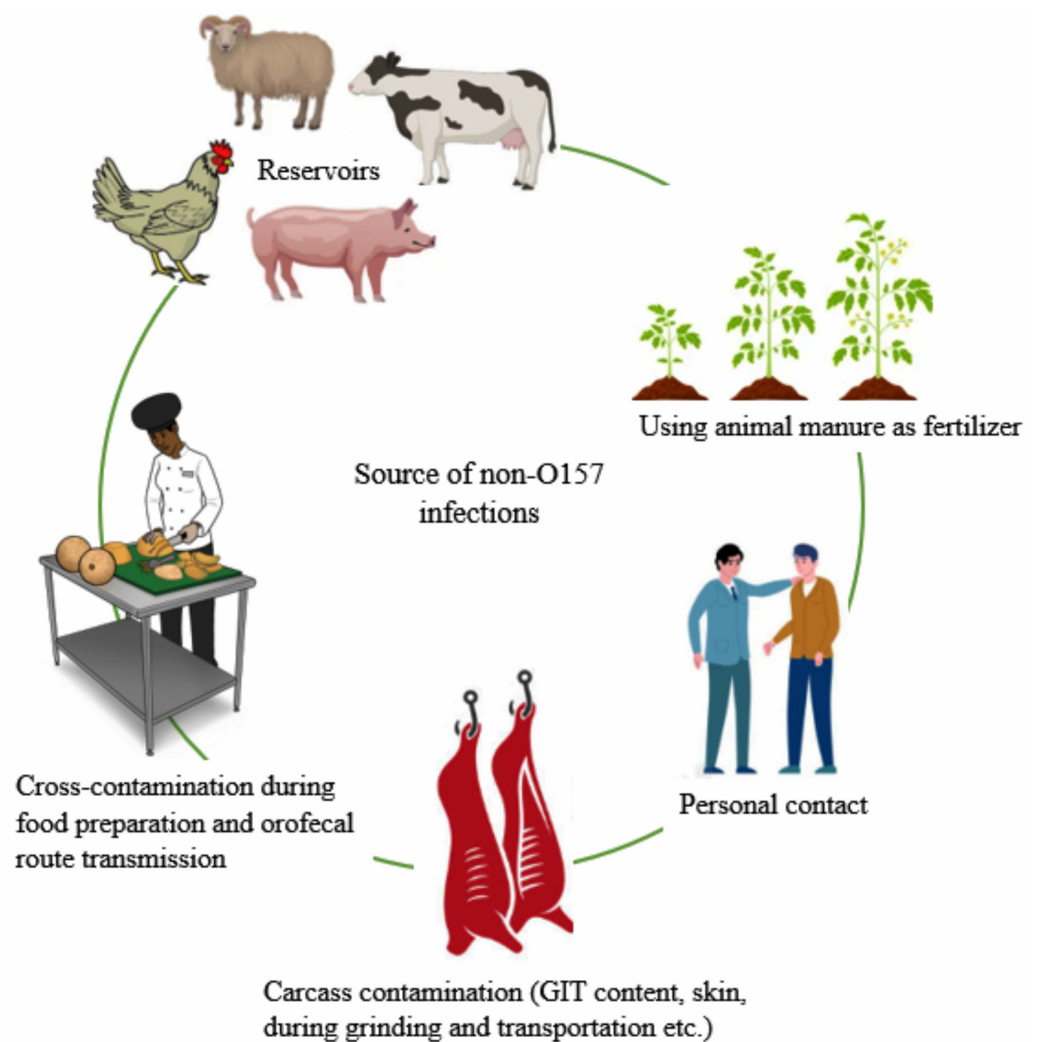 Reservoirs
Using animal manure as fertilizer
Source of non-O157
infections
Personal contact
Cross-contamination during
food preparation and orofecal
route transmission
Carcass contamination (GIT content, skin,
during grinding and transportation etc.)